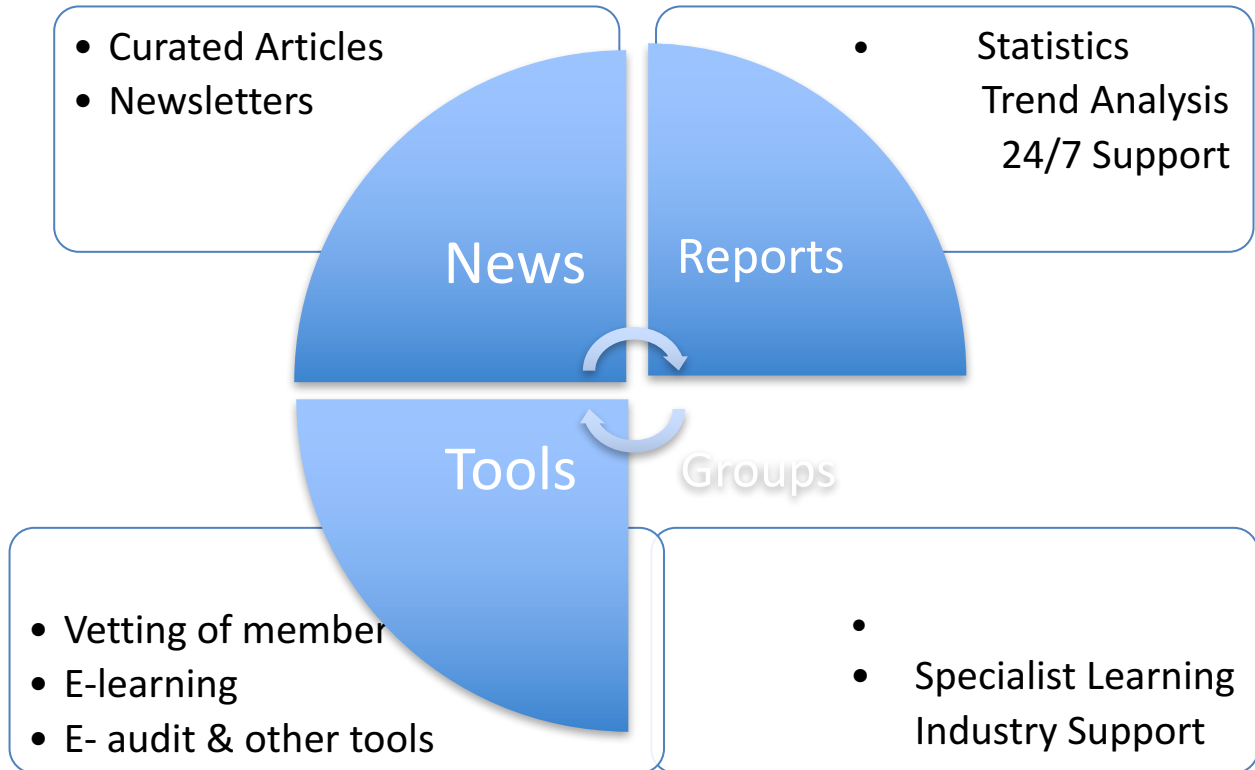 • Curated Articles
• Newsletters
• Statistics
Trend Analysis
24/7 Support
News
Reports
Tools
Groups
• Vetting of member
• E-learning
• E- audit & other tools
•
• Specialist Learning
Industry Support